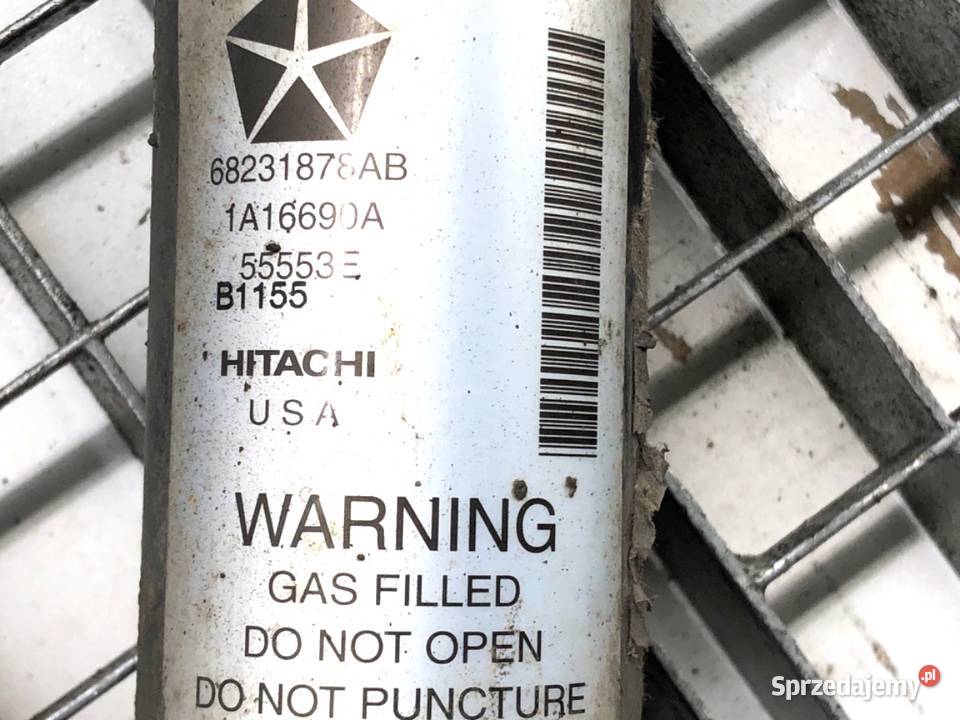 68231878AB
1A16690A
55553E
B1155
HITACHI
USA
WARNING
GAS FILLED
DO NOT OPEN
DO NOT PUNCTURE
Sprzedajemy.pl